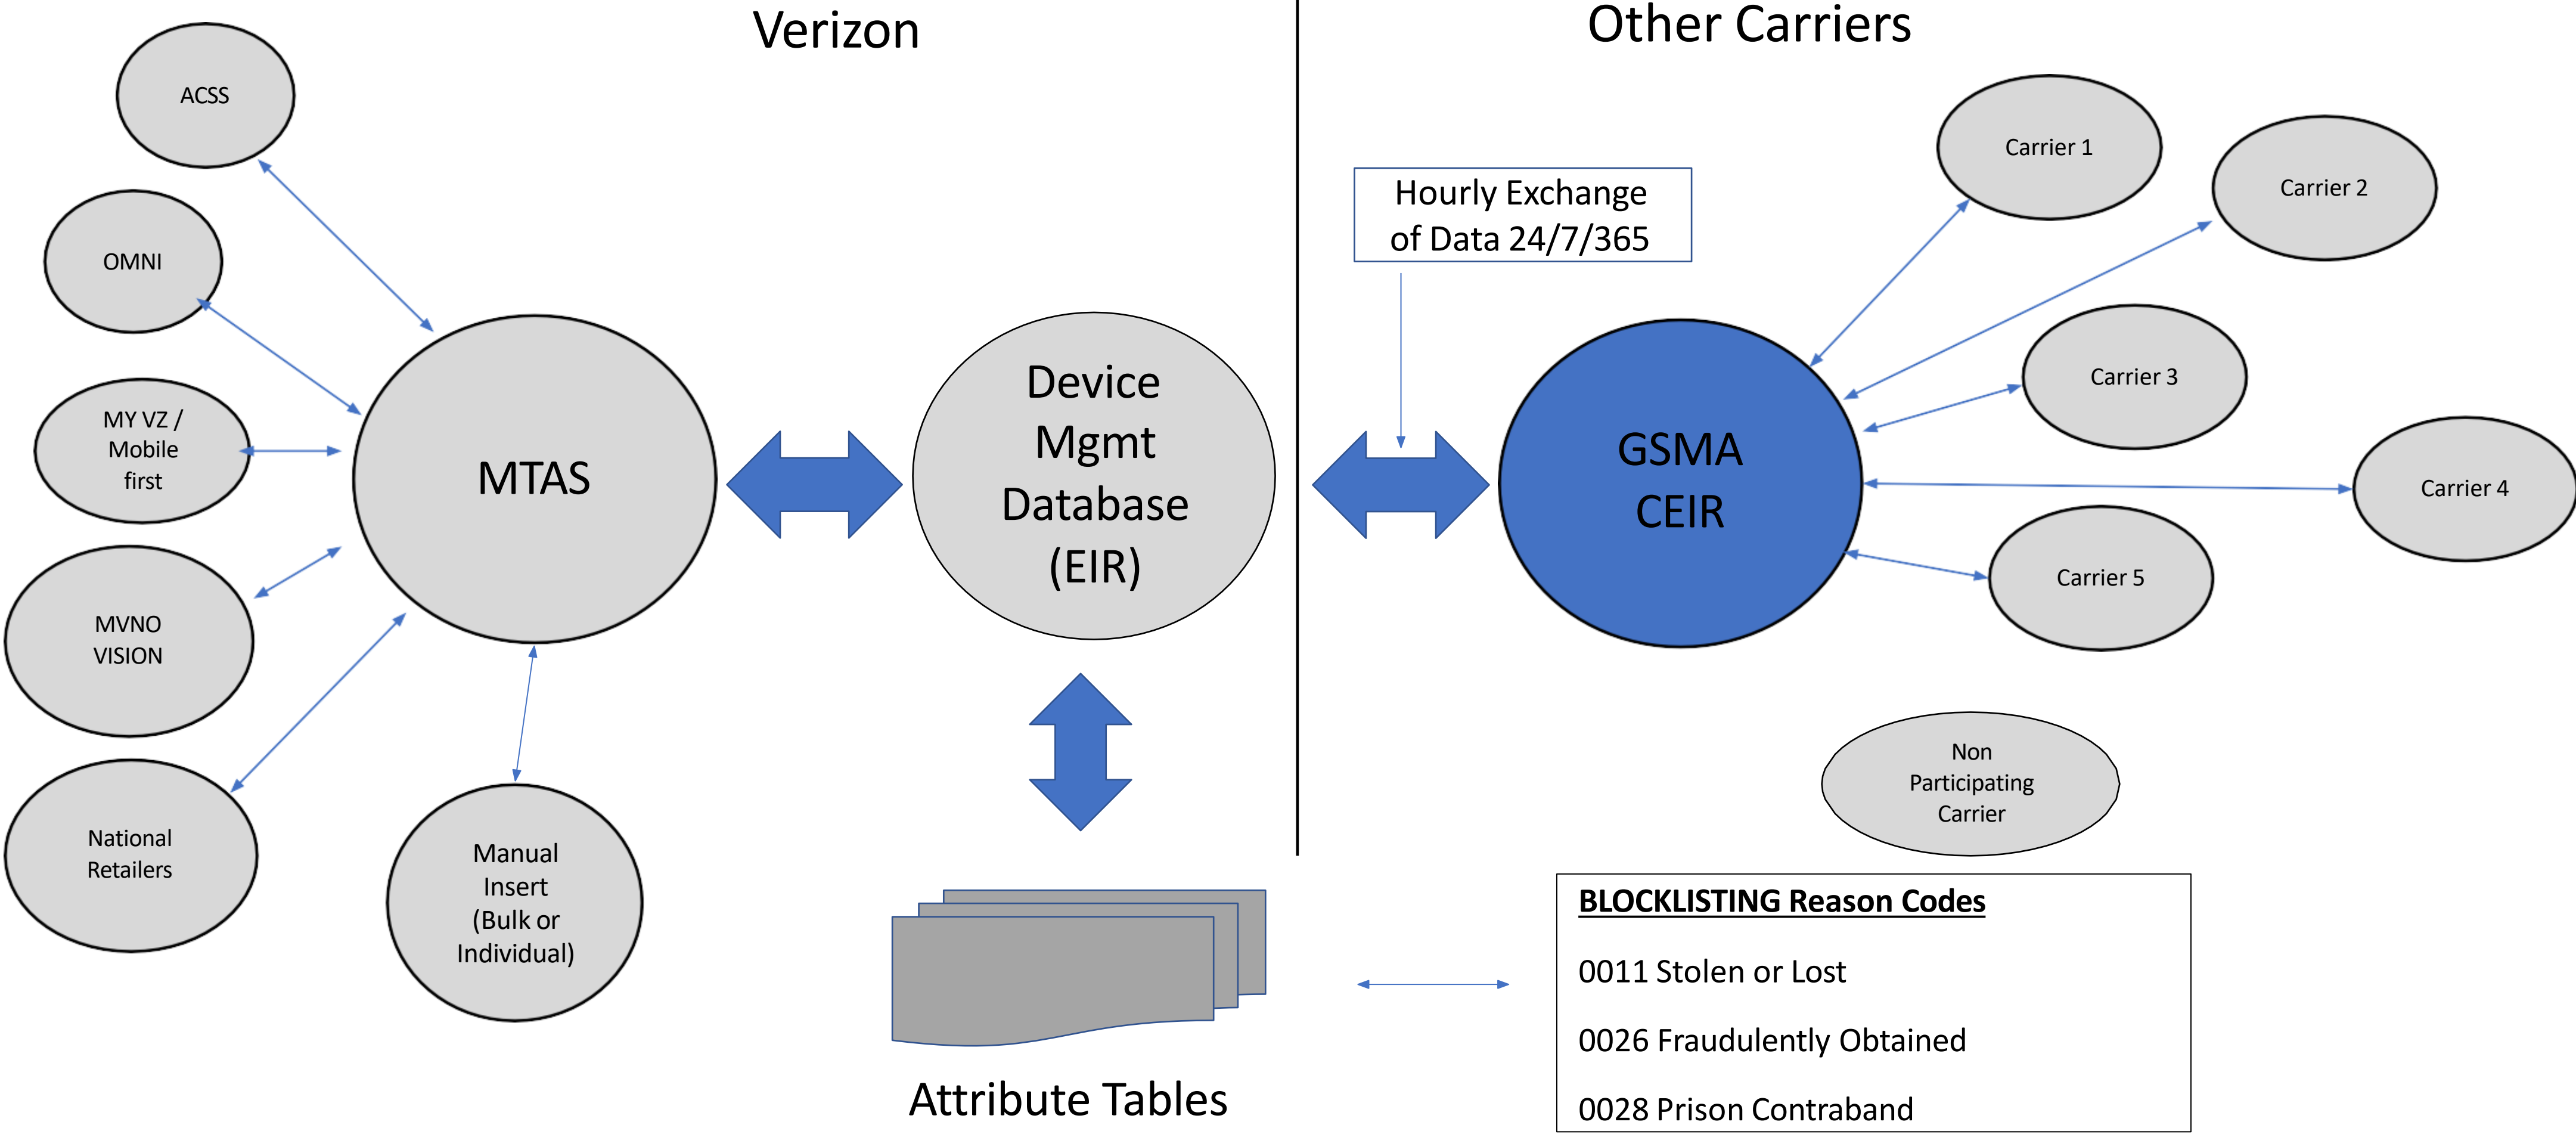 Verizon
Other Carriers
ACSS
OMNI
MY VZ /
Mobile
first
MVNO
VISION
National
Retailers
MTAS
Manual
Insert
(Bulk or
Individual)
Device
Mgmt
Database
(EIR)
Attribute Tables
Hourly Exchange
of Data 24/7/365
GSMA
CEIR
Carrier 1
Carrier 2
Carrier 3
Carrier 4
Carrier 5
Non
Participating
Carrier
BLOCKLISTING Reason Codes
0011 Stolen or Lost
0026 Fraudulently Obtained
0028 Prison Contraband